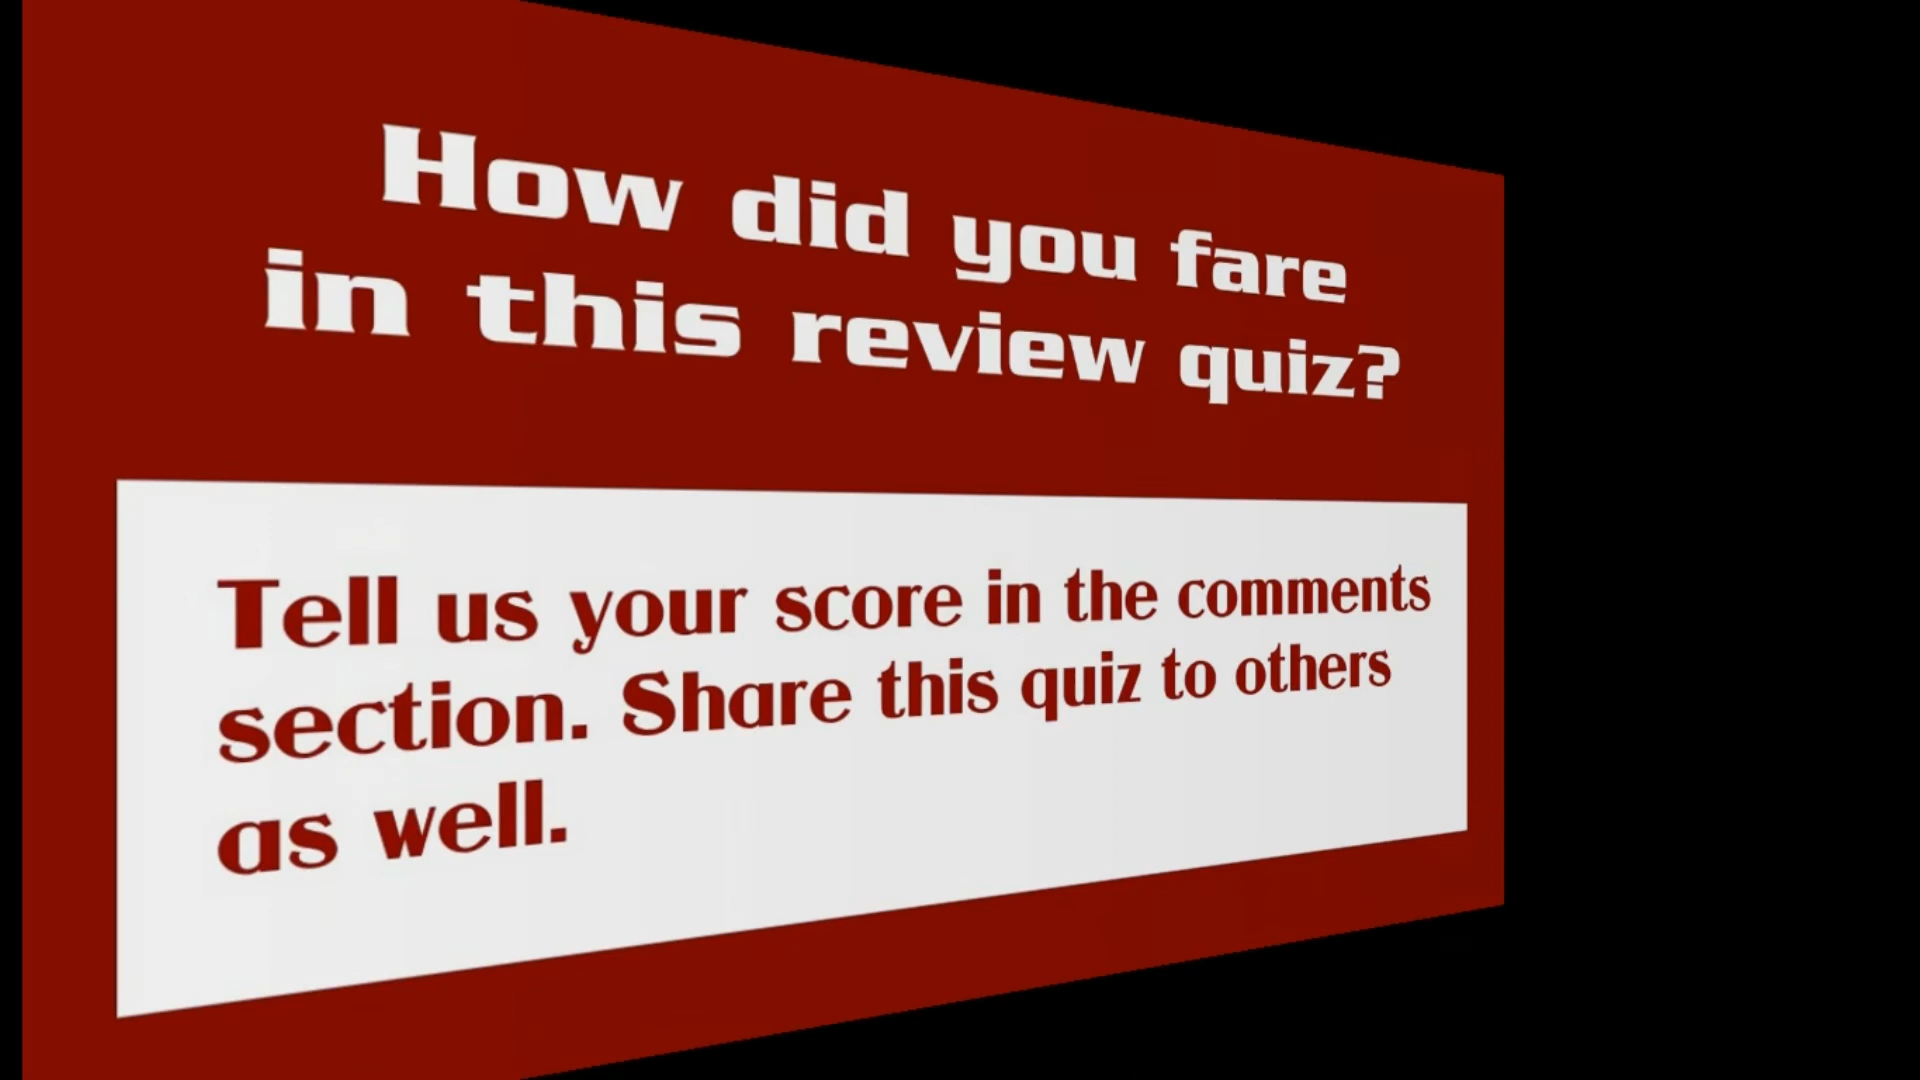 How did you fare
in this review quiz?
Tell us your score in the comments
section. Share this quiz to others
as well.